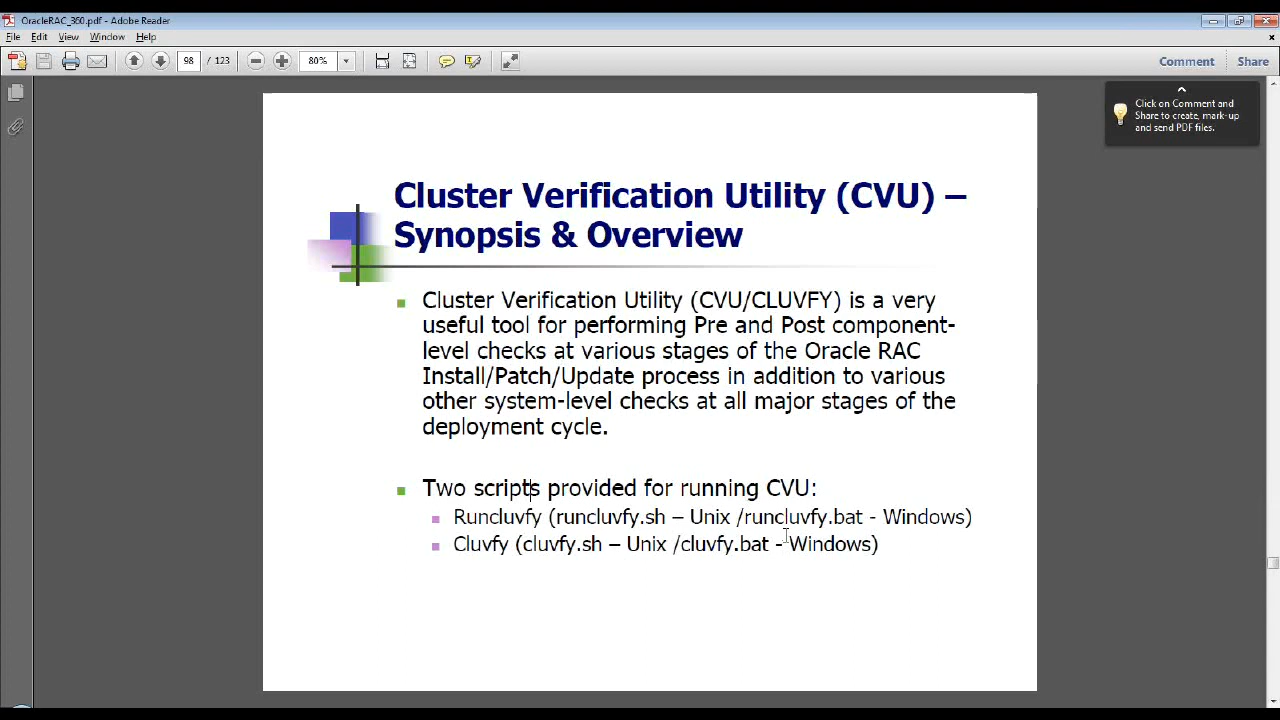 OracleRAC_360.pdf - Adobe Reader
File Edit View Window Help
98 / 123 80% Comment Share
Click on Comment and
Share to create, mark-up
and send PDF files.
Cluster Verification Utility (CVU) –
Synopsis & Overview
Cluster Verification Utility (CVU/CLUVFY) is a very
useful tool for performing Pre and Post component-
level checks at various stages of the Oracle RAC
Install/Patch/Update process in addition to various
other system-level checks at all major stages of the
deployment cycle.
Two scripts provided for running CVU:
Runcluvfy (runcluvfy.sh – Unix /runcluvfy.bat - Windows)
Cluvfy (cluvfy.sh – Unix /cluvfy.bat - Windows)